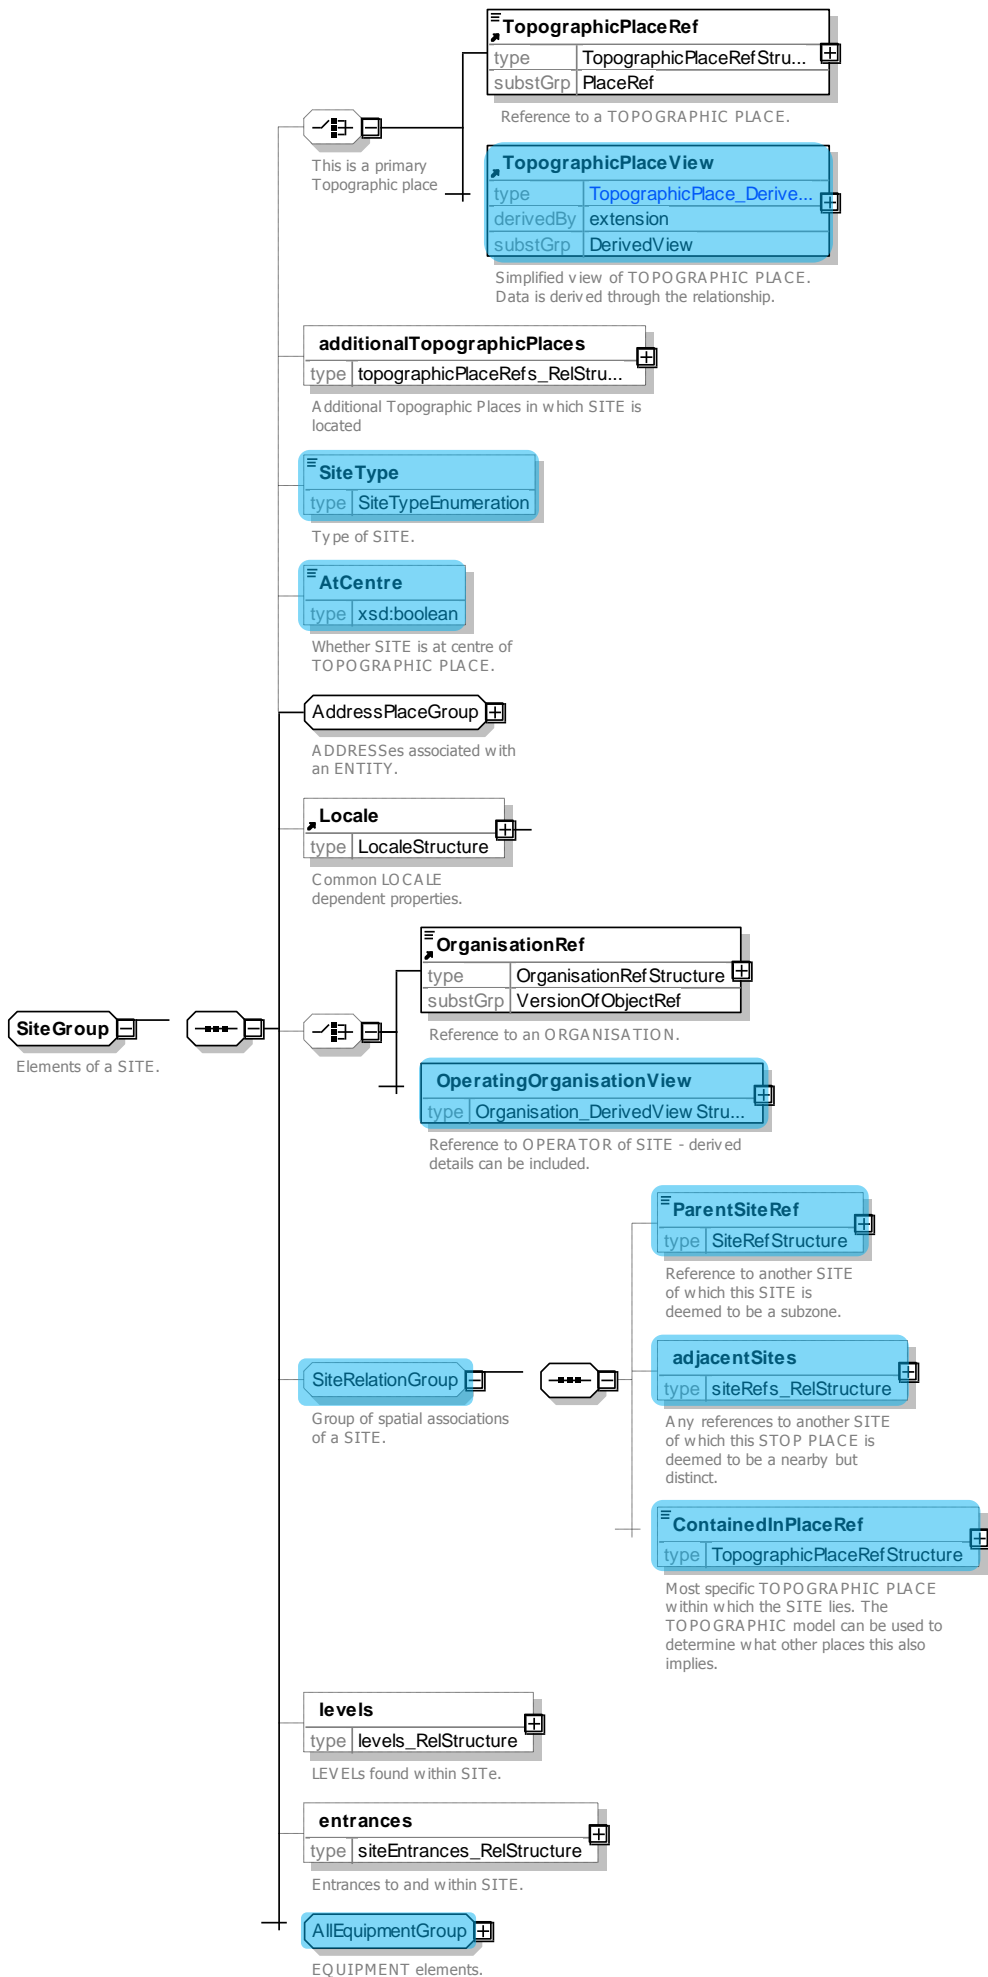 TopographicPlaceRef
type TopographicPlaceRefStru...
substGrp PlaceRef
Reference to a TOPOGRAPHIC PLACE.
This is a primary
Topographic place
TopographicPlaceView
type TopographicPlace_Derive...
derivedBy extension
substGrp DerivedView
Simplified view of TOPOGRAPHIC PLACE.
Data is derived through the relationship.
additionalTopographicPlaces
type topographicPlaceRefs_RelStru...
Additional Topographic Places in which SITE is
located
SiteType
type SiteTypeEnumeration
Type of SITE.
AtCentre
type xsd:boolean
Whether SITE is at centre of
TOPOGRAPHIC PLACE.
AddressPlaceGroup
ADDRESSes associated with
an ENTITY.
Locale
type LocaleStructure
Common LOCALE
dependent properties.
OrganisationRef
type OrganisationRefStructure
substGrp VersionOfObjectRef
Reference to an ORGANISATION.
SiteGroup
Elements of a SITE.
OperatingOrganisationView
type Organisation_DerivedViewStru...
Reference to OPERATOR of SITE - derived
details can be included.
ParentSiteRef
type SiteRefStructure
Reference to another SITE
of which this SITE is
deemed to be a subzone.
SiteRelationGroup
Group of spatial associations
of a SITE.
adjacentSites
type siteRefs_RelStructure
Any references to another SITE
of which this STOP PLACE is
deemed to be a nearby but
distinct.
ContainedInPlaceRef
type TopographicPlaceRefStructure
Most specific TOPOGRAPHIC PLACE
within which the SITE lies. The
TOPOGRAPHIC model can be used to
determine what other places this also
implies.
levels
type levels_RelStructure
LEVELs found within SITe.
entrances
type siteEntrances_RelStructure
Entrances to and within SITE.
AllEquipmentGroup
EQUIPMENT elements.